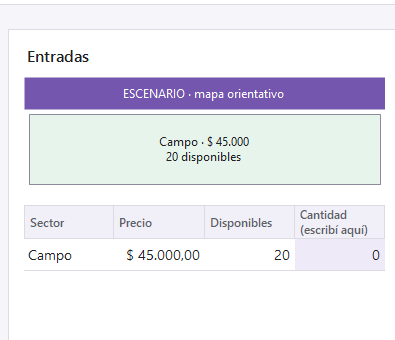 Entradas
ESCENARIO · mapa orientativo
Campo · $ 45.000
20 disponibles
Sector Precio Disponibles Cantidad (escribí aquí)
Campo $ 45.000,00 20 0